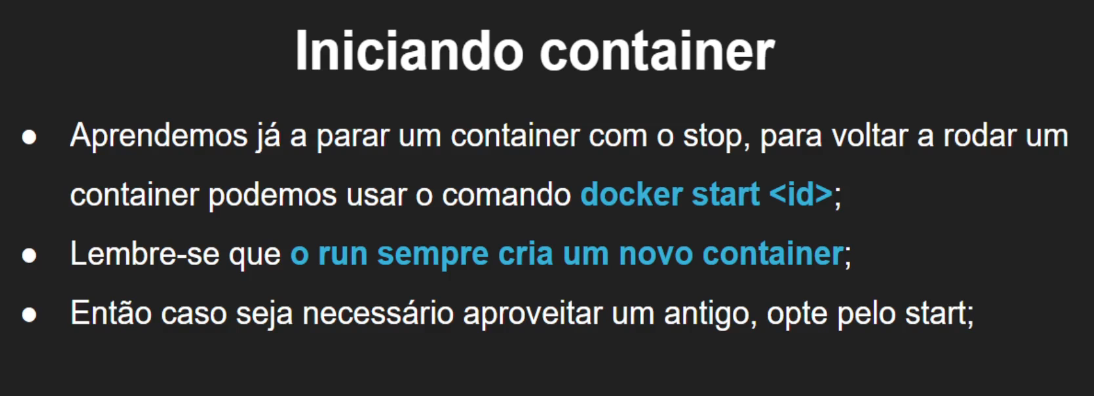 Iniciando container
● Aprendemos já a parar um container com o stop, para voltar a rodar um
container podemos usar o comando docker start <id>;
● Lembre-se que o run sempre cria um novo container;
● Então caso seja necessário aproveitar um antigo, opte pelo start;